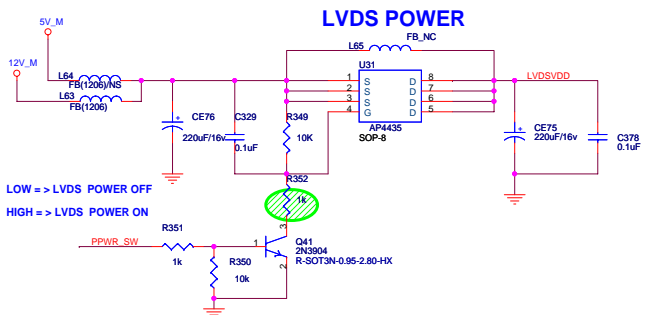 LVDS POWER
5V_M
12V_M
L64
FB(1206)/NS
L63
FB(1206)
L65
FB_NC
U31
1 S D 8
2 S D 7
3 S D 6
4 G D 5
AP4435
SOP-8
LVDSVDD
CE76
220uF/16v
C329
0.1uF
R349
10K
CE75
220uF/16v
C378
0.1uF
R352
1k
LOW = > LVDS POWER OFF
HIGH = > LVDS POWER ON
PPWR_SW
R351
1k
R350
10k
1
3
2
Q41
2N3904
R-SOT3N-0.95-2.80-HX